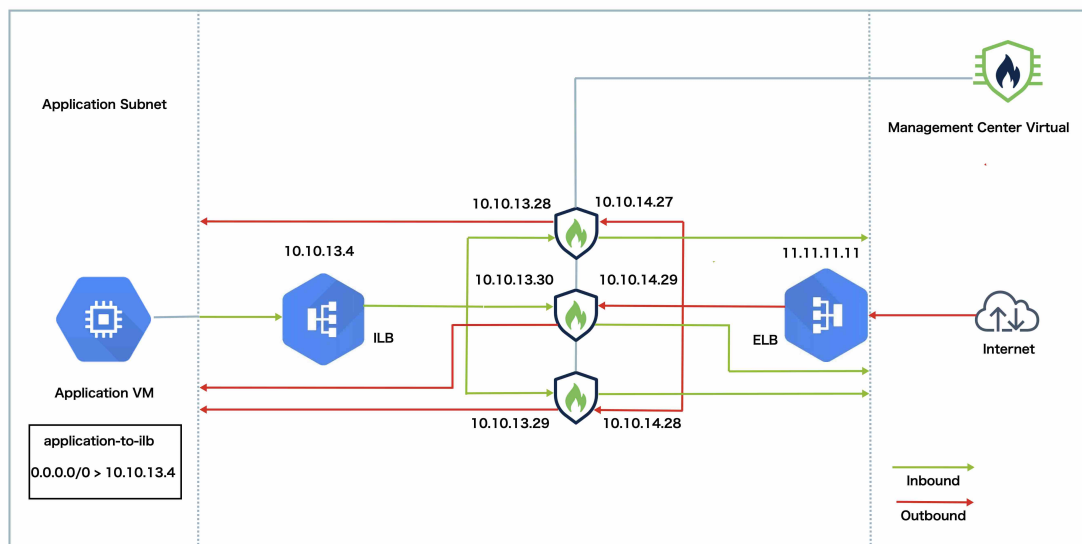 Application Subnet
Management Center Virtual
10.10.13.28
10.10.14.27
10.10.13.4
11.11.11.11
10.10.13.30
10.10.14.29
ILB
ELB
Internet
Application VM
10.10.13.29
10.10.14.28
application-to-ilb
0.0.0.0/0 > 10.10.13.4
Inbound
Outbound